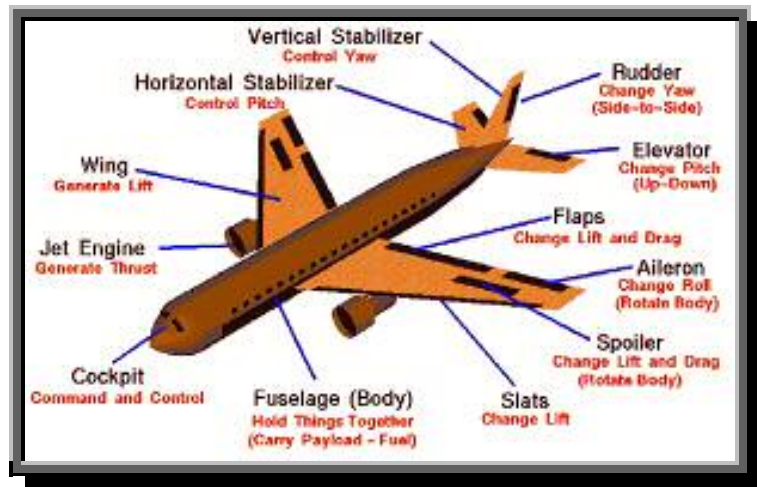 Vertical Stabilizer
Control Yaw
Horizontal Stabilizer
Control Pitch
Rudder
Change Yaw
(Side-to-Side)
Wing
Generate Lift
Elevator
Change Pitch
(Up-Down)
Flaps
Change Lift and Drag
Jet Engine
Generate Thrust
Aileron
Change Roll
(Rotate Body)
Spoiler
Change Lift and Drag
(Rotate Body)
Cockpit
Command and Control
Fuselage (Body)
Hold Things Together
(Carry Payload - Fuel)
Slats
Change Lift